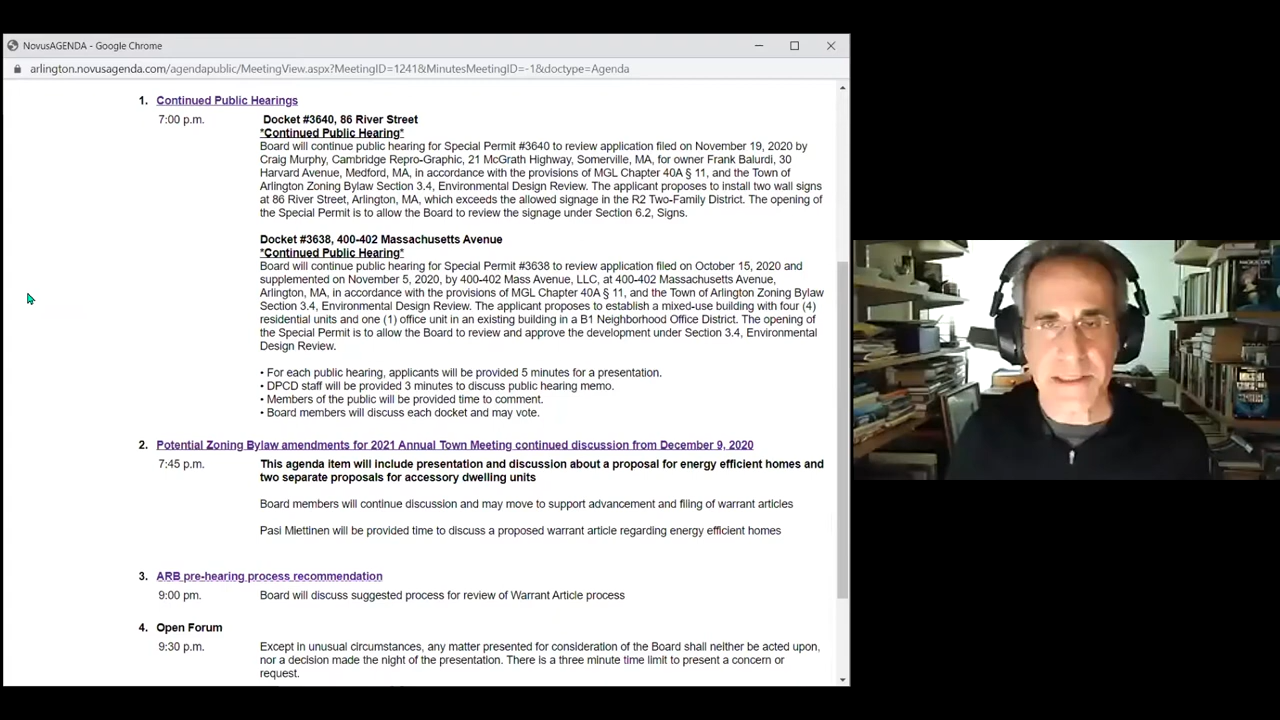 NovusAGENDA - Google Chrome
arlington.novusagenda.com/agendapublic/MeetingView.aspx?MeetingID=1241&MinutesMeetingID=-1&doctype=Agenda
1. Continued Public Hearings
7:00 p.m. Docket #3640, 86 River Street
*Continued Public Hearing*
Board will continue public hearing for Special Permit #3640 to review application filed on November 19, 2020 by
Craig Murphy, Cambridge Repro-Graphic, 21 McGrath Highway, Somerville, MA, for owner Frank Balurdi, 30
Harvard Avenue, Medford, MA, in accordance with the provisions of MGL Chapter 40A § 11, and the Town of
Arlington Zoning Bylaw Section 3.4, Environmental Design Review. The applicant proposes to install two wall signs
at 86 River Street, Arlington, MA, which exceeds the allowed signage in the R2 Two-Family District. The opening of
the Special Permit is to allow the Board to review the signage under Section 6.2, Signs.
Docket #3638, 400-402 Massachusetts Avenue
*Continued Public Hearing*
Board will continue public hearing for Special Permit #3638 to review application filed on October 15, 2020 and
supplemented on November 5, 2020, by 400-402 Mass Avenue, LLC, at 400-402 Massachusetts Avenue,
Arlington, MA, in accordance with the provisions of MGL Chapter 40A § 11, and the Town of Arlington Zoning Bylaw
Section 3.4, Environmental Design Review. The applicant proposes to establish a mixed-use building with four (4)
residential units and one (1) office unit in an existing building in a B1 Neighborhood Office District. The opening of
the Special Permit is to allow the Board to review and approve the development under Section 3.4, Environmental
Design Review.
• For each public hearing, applicants will be provided 5 minutes for a presentation.
• DPCD staff will be provided 3 minutes to discuss public hearing memo.
• Members of the public will be provided time to comment.
• Board members will discuss each docket and may vote.
2. Potential Zoning Bylaw amendments for 2021 Annual Town Meeting continued discussion from December 9, 2020
7:45 p.m. This agenda item will include presentation and discussion about a proposal for energy efficient homes and
two separate proposals for accessory dwelling units
Board members will continue discussion and may move to support advancement and filing of warrant articles
Pasi Miettinen will be provided time to discuss a proposed warrant article regarding energy efficient homes
3. ARB pre-hearing process recommendation
9:00 pm. Board will discuss suggested process for review of Warrant Article process
4. Open Forum
9:30 p.m. Except in unusual circumstances, any matter presented for consideration of the Board shall neither be acted upon,
nor a decision made the night of the presentation. There is a three minute time limit to present a concern or
request.